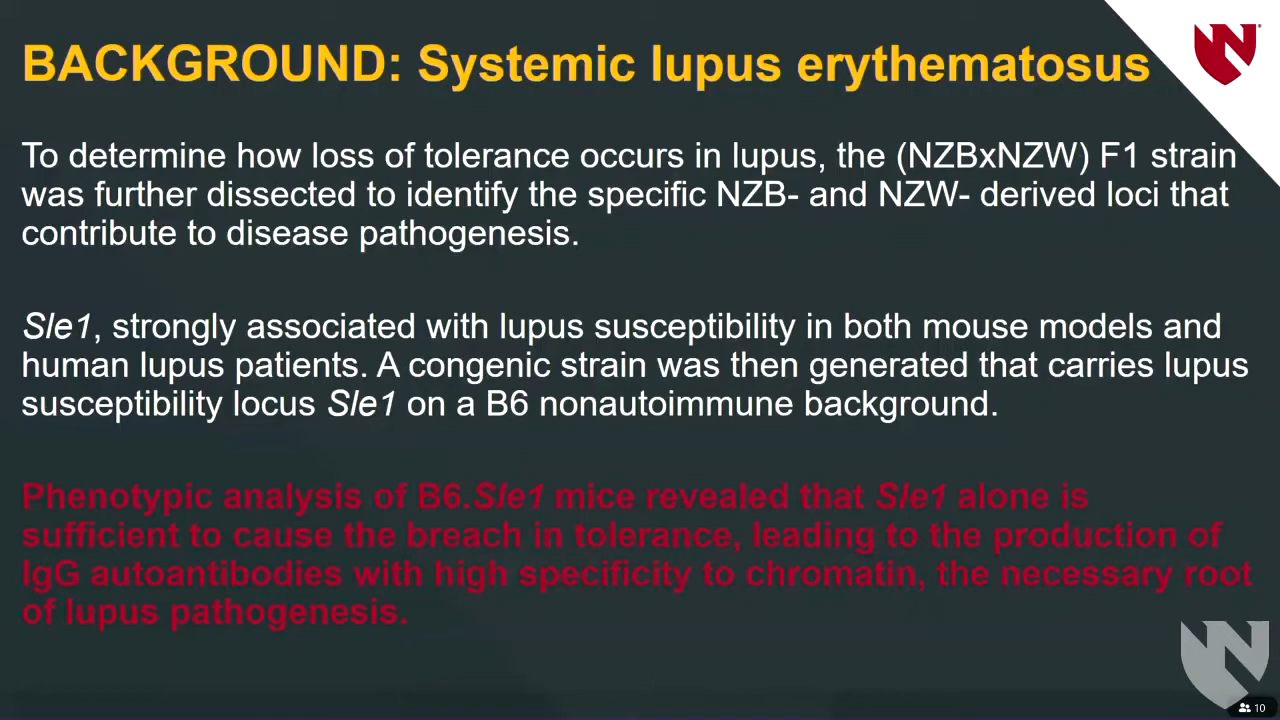 BACKGROUND: Systemic lupus erythematosus
To determine how loss of tolerance occurs in lupus, the (NZBxNZW) F1 strain
was further dissected to identify the specific NZB- and NZW- derived loci that
contribute to disease pathogenesis.
Sle1, strongly associated with lupus susceptibility in both mouse models and
human lupus patients. A congenic strain was then generated that carries lupus
susceptibility locus Sle1 on a B6 nonautoimmune background.
Phenotypic analysis of B6.Sle1 mice revealed that Sle1 alone is
sufficient to cause the breach in tolerance, leading to the production of
IgG autoantibodies with high specificity to chromatin, the necessary root
of lupus pathogenesis.
10